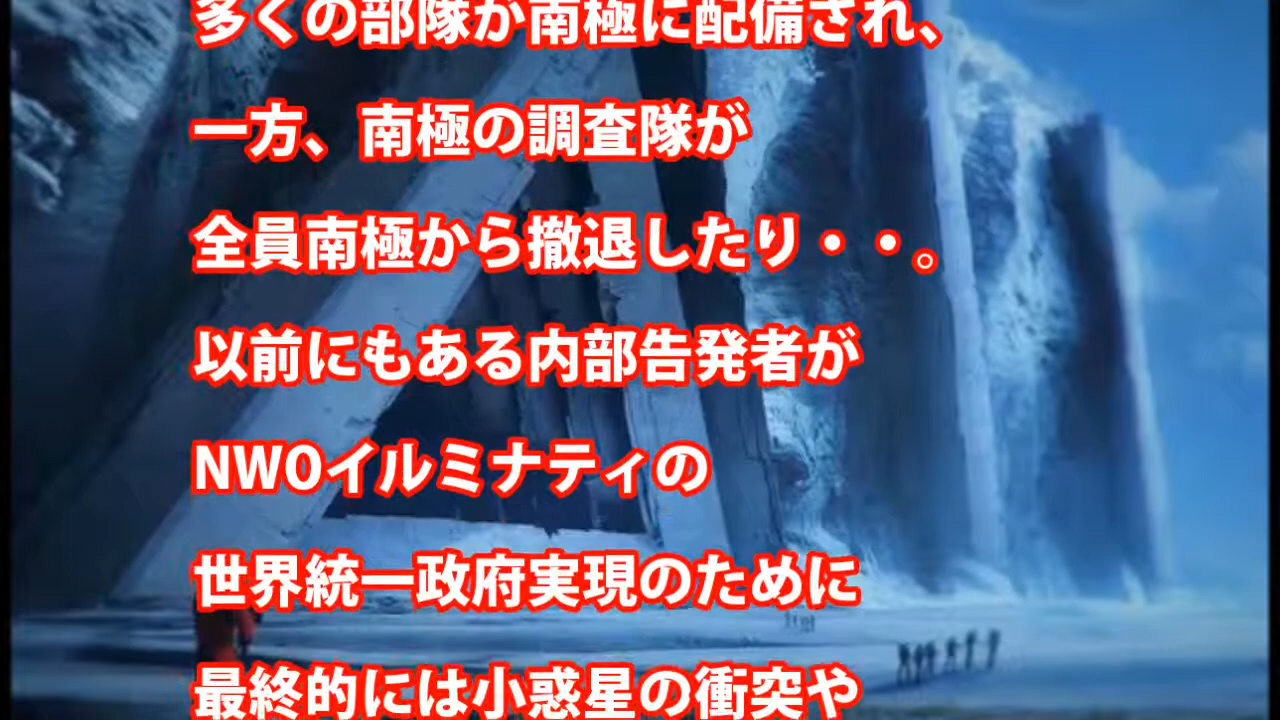 多くの部隊が南極に配備され、
一方、南極の調査隊が
全員南極から撤退したり・・。
以前にもある内部告発者が
NWOイルミナティの
世界統一政府実現のために
最終的には小惑星の衝突や